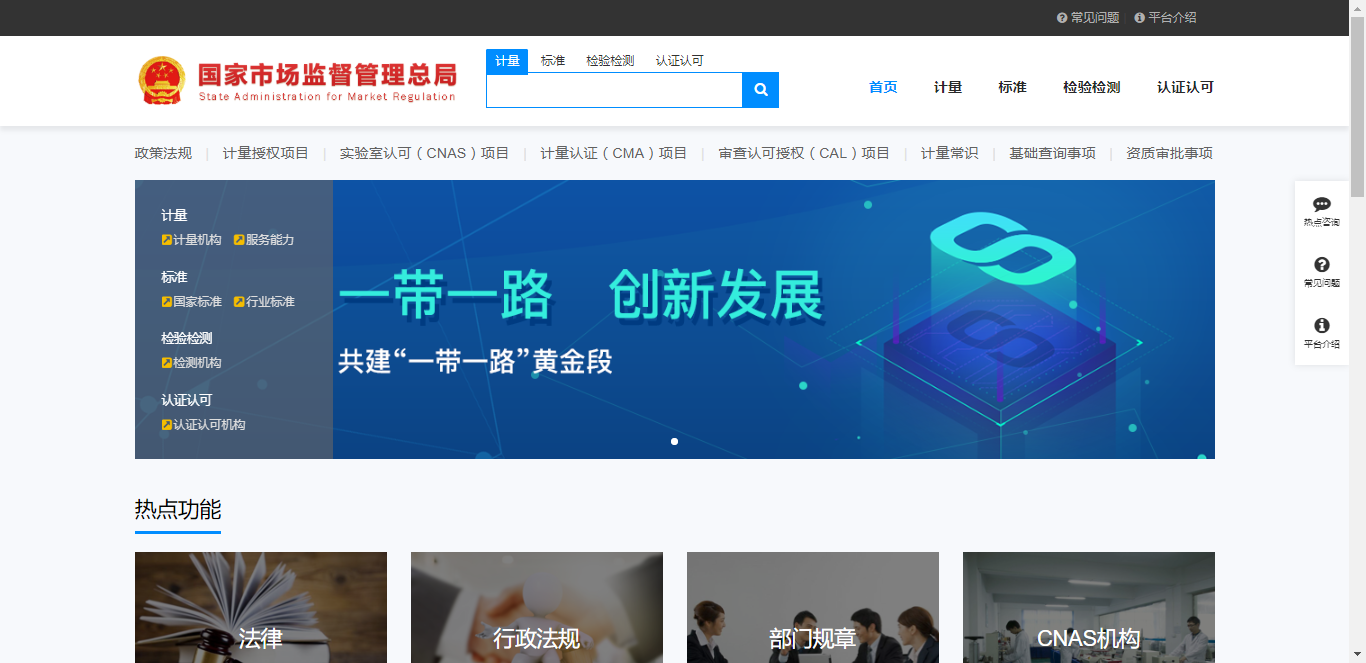 常见问题 平台介绍
计量 标准 检验检测 认证认可
国家市场监督管理总局
State Administration for Market Regulation
首页 计量 标准 检验检测 认证认可
政策法规 | 计量授权项目 | 实验室认可（CNAS）项目 | 计量认证（CMA）项目 | 审查认可授权（CAL）项目 | 计量常识 | 基础查询事项 | 资质审批事项
计量
计量机构 服务能力
标准
国家标准 行业标准
检验检测
检测机构
认证认可
认证认可机构
一带一路 创新发展
共建“一带一路”黄金段
热点咨询
常见问题
平台介绍
热点功能
法律
行政法规
部门规章
CNAS机构